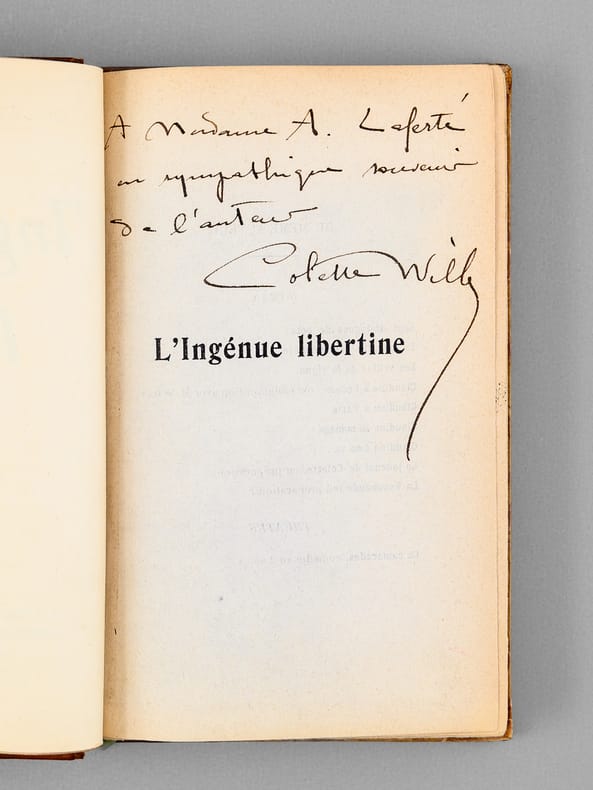 A Madame A. Laferté
en sympathique souvenir
de l'auteur
Colette Willy
L'Ingénue libertine